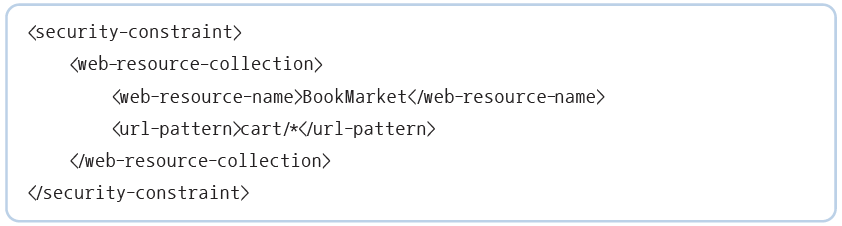 <security-constraint>
<web-resource-collection>
<web-resource-name>BookMarket</web-resource-name>
<url-pattern>cart/*</url-pattern>
</web-resource-collection>
</security-constraint>